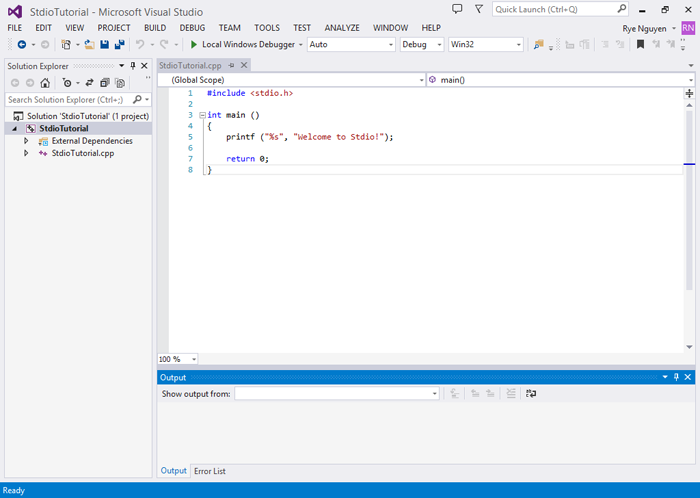 StdioTutorial - Microsoft Visual Studio
Quick Launch (Ctrl+Q)
FILE EDIT VIEW PROJECT BUILD DEBUG TEAM TOOLS TEST ANALYZE WINDOW HELP
Rye Nguyen RN
Local Windows Debugger Auto Debug Win32
Solution Explorer
Search Solution Explorer (Ctrl+;)
Solution 'StdioTutorial' (1 project)
StdioTutorial
External Dependencies
StdioTutorial.cpp
StdioTutorial.cpp
(Global Scope) main()
1 #include <stdio.h>
2
3 int main ()
4 {
5 printf ("%s", "Welcome to Stdio!");
6
7 return 0;
8 }
100 %
Output
Show output from:
Output Error List
Ready